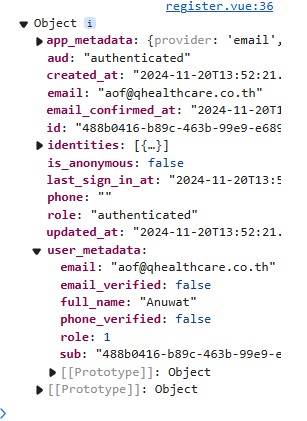 register.vue:36
▼ Object i
▶ app_metadata: {provider: 'email',
aud: "authenticated"
created_at: "2024-11-20T13:52:21.
email: "aof@qhealthcare.co.th"
email_confirmed_at: "2024-11-20T1
id: "488b0416-b89c-463b-99e9-e689
▶ identities: [{…}]
is_anonymous: false
last_sign_in_at: "2024-11-20T13:5
phone: ""
role: "authenticated"
updated_at: "2024-11-20T13:52:21.
▼ user_metadata:
email: "aof@qhealthcare.co.th"
email_verified: false
full_name: "Anuwat"
phone_verified: false
role: 1
sub: "488b0416-b89c-463b-99e9-e
▶ [[Prototype]]: Object
▶ [[Prototype]]: Object
>